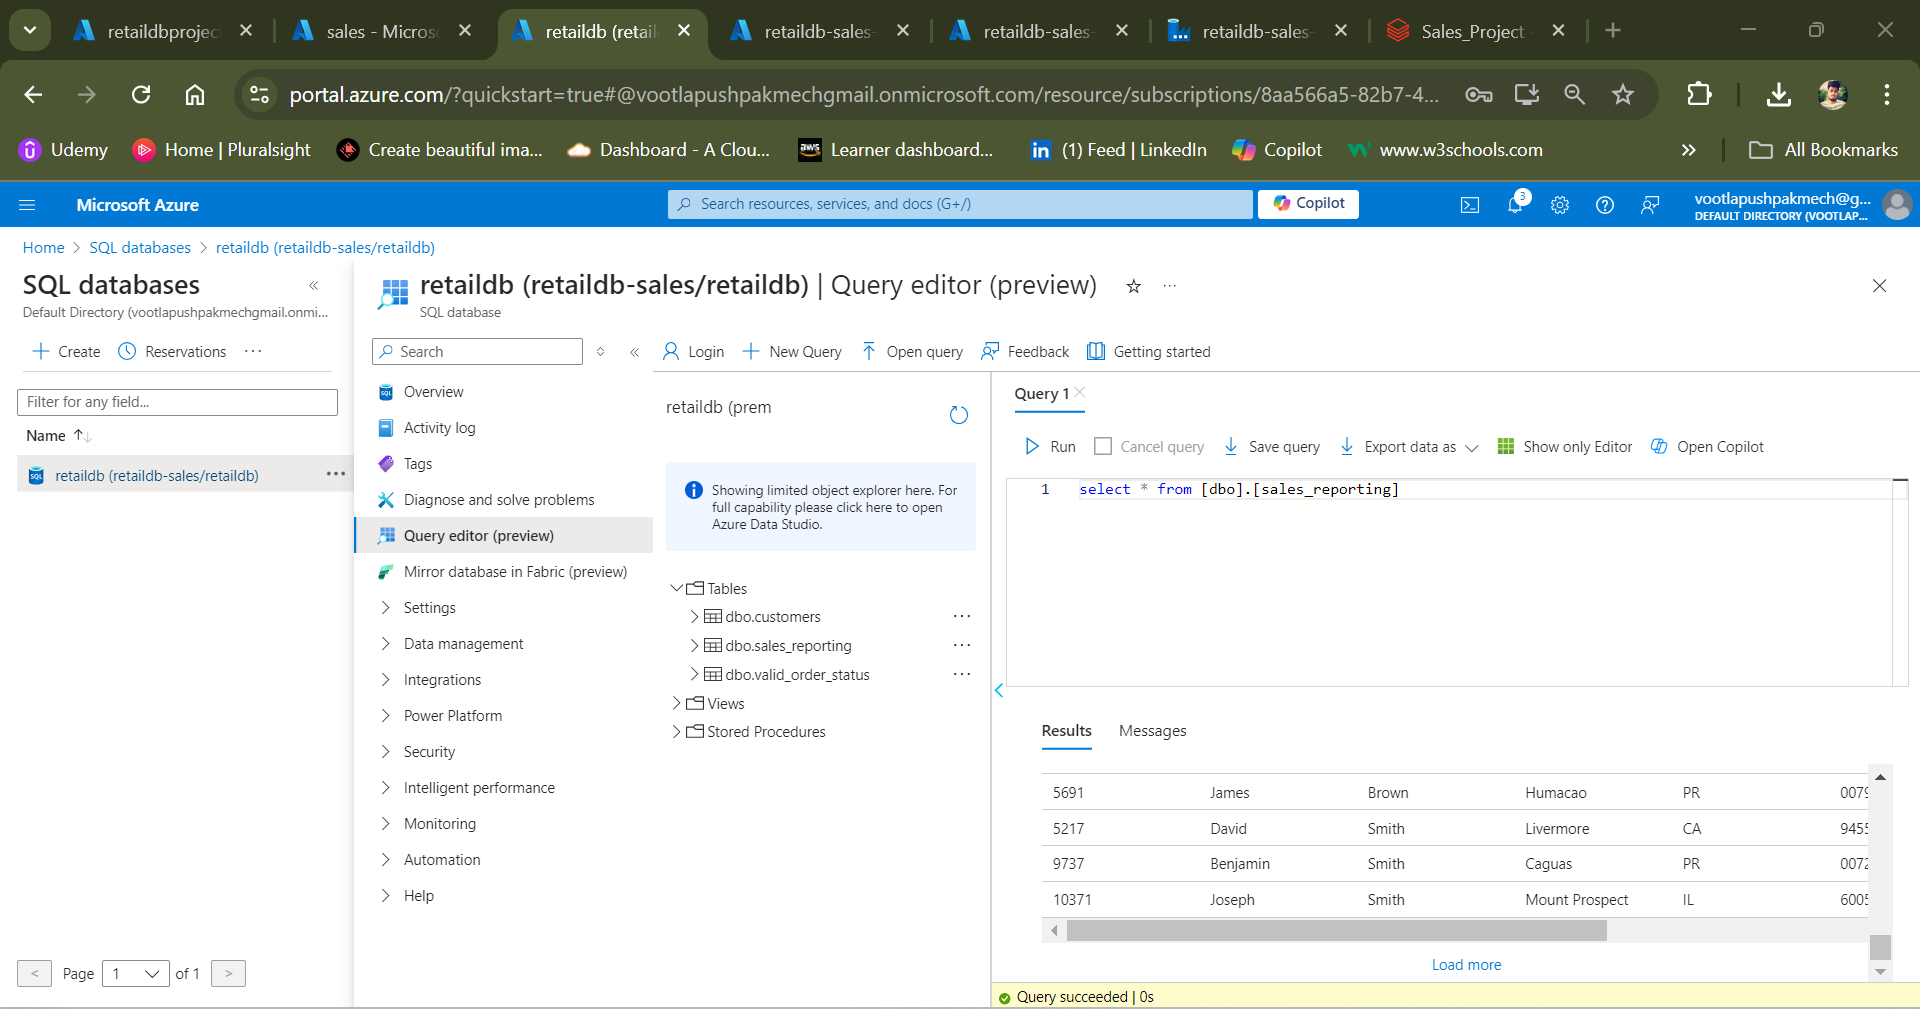 retaildbprojec
sales - Micros
retaildb (retail
retaildb-sales-
retaildb-sales-
retaildb-sales-
Sales_Project
portal.azure.com/?quickstart=true#@vootlapushpakmechgmail.onmicrosoft.com/resource/subscriptions/8aa566a5-82b7-4...
Udemy
Home | Pluralsight
Create beautiful ima...
Dashboard - A Clou...
aws
Learner dashboard...
in
(1) Feed | LinkedIn
Copilot
www.w3schools.com
All Bookmarks
Microsoft Azure
Search resources, services, and docs (G+/)
Copilot
3
vootlapushpakmech@g...
DEFAULT DIRECTORY (VOOTLAP...
Home > SQL databases > retaildb (retaildb-sales/retaildb)
SQL databases
Default Directory (vootlapushpakmechgmail.onmi...
Create
Reservations
Filter for any field...
Name
retaildb (retaildb-sales/retaildb)
< Page 1 of 1 >
retaildb (retaildb-sales/retaildb) | Query editor (preview)
SQL database
Search
Overview
Activity log
Tags
Diagnose and solve problems
Query editor (preview)
Mirror database in Fabric (preview)
Settings
Data management
Integrations
Power Platform
Security
Intelligent performance
Monitoring
Automation
Help
Login
New Query
Open query
Feedback
Getting started
retaildb (prem
Showing limited object explorer here. For
full capability please click here to open
Azure Data Studio.
Tables
dbo.customers
dbo.sales_reporting
dbo.valid_order_status
Views
Stored Procedures
Query 1
Run
Cancel query
Save query
Export data as
Show only Editor
Open Copilot
1 select * from [dbo].[sales_reporting]
Results
Messages
5691 James Brown Humacao PR 0079
5217 David Smith Livermore CA 9455
9737 Benjamin Smith Caguas PR 0072
10371 Joseph Smith Mount Prospect IL 6005
Load more
Query succeeded | 0s